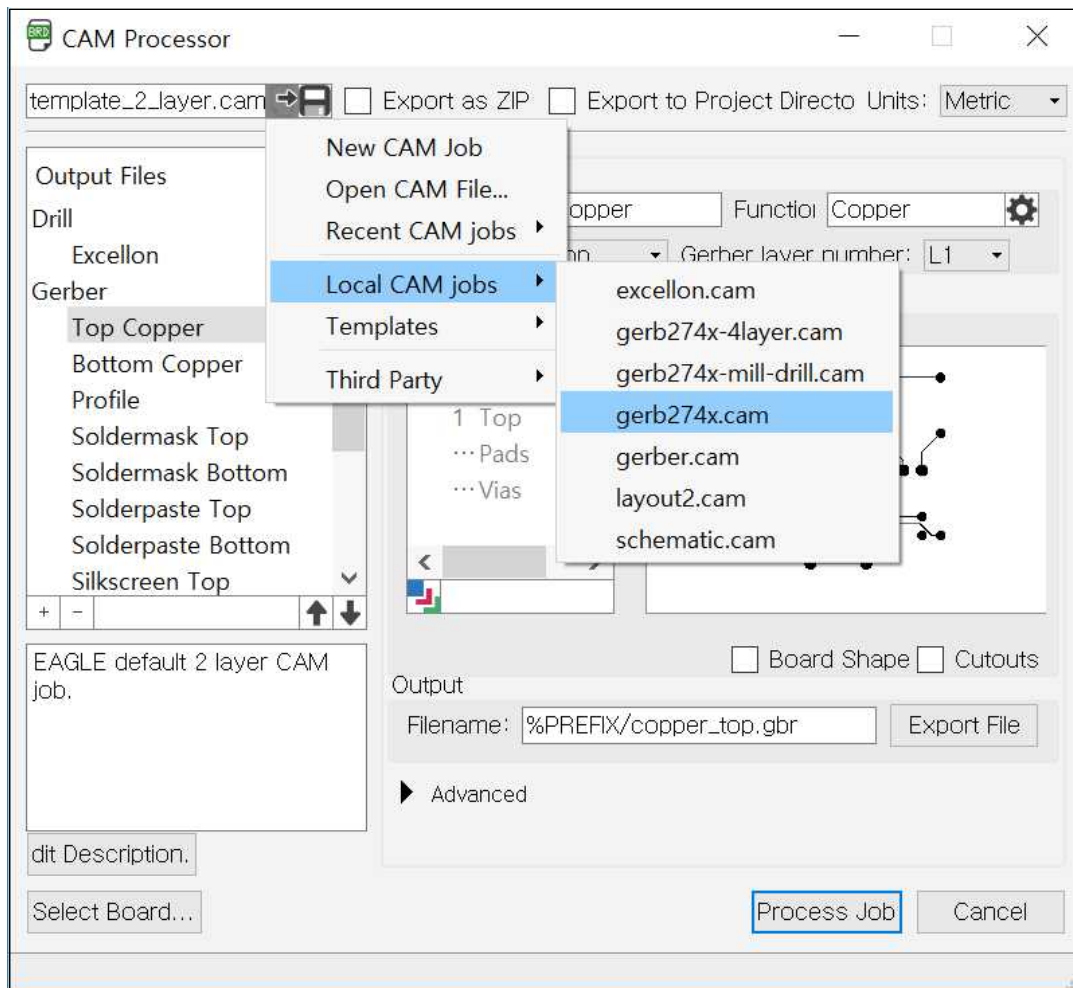 BRD CAM Processor
template_2_layer.cam Export as ZIP Export to Project Directo Units: Metric
New CAM Job
Open CAM File...
Recent CAM jobs
Local CAM jobs
Templates
Third Party
excellon.cam
gerb274x-4layer.cam
gerb274x-mill-drill.cam
gerb274x.cam
gerber.cam
layout2.cam
schematic.cam
Output Files
Drill
Excellon
Gerber
Top Copper
Bottom Copper
Profile
Soldermask Top
Soldermask Bottom
Solderpaste Top
Solderpaste Bottom
Silkscreen Top
+ -
EAGLE default 2 layer CAM
job.
dit Description.
Select Board...
opper Functior Copper
Gerber layer number: L1
1 Top
...Pads
...Vias
Board Shape Cutouts
Output
Filename: %PREFIX/copper_top.gbr Export File
Advanced
Process Job Cancel